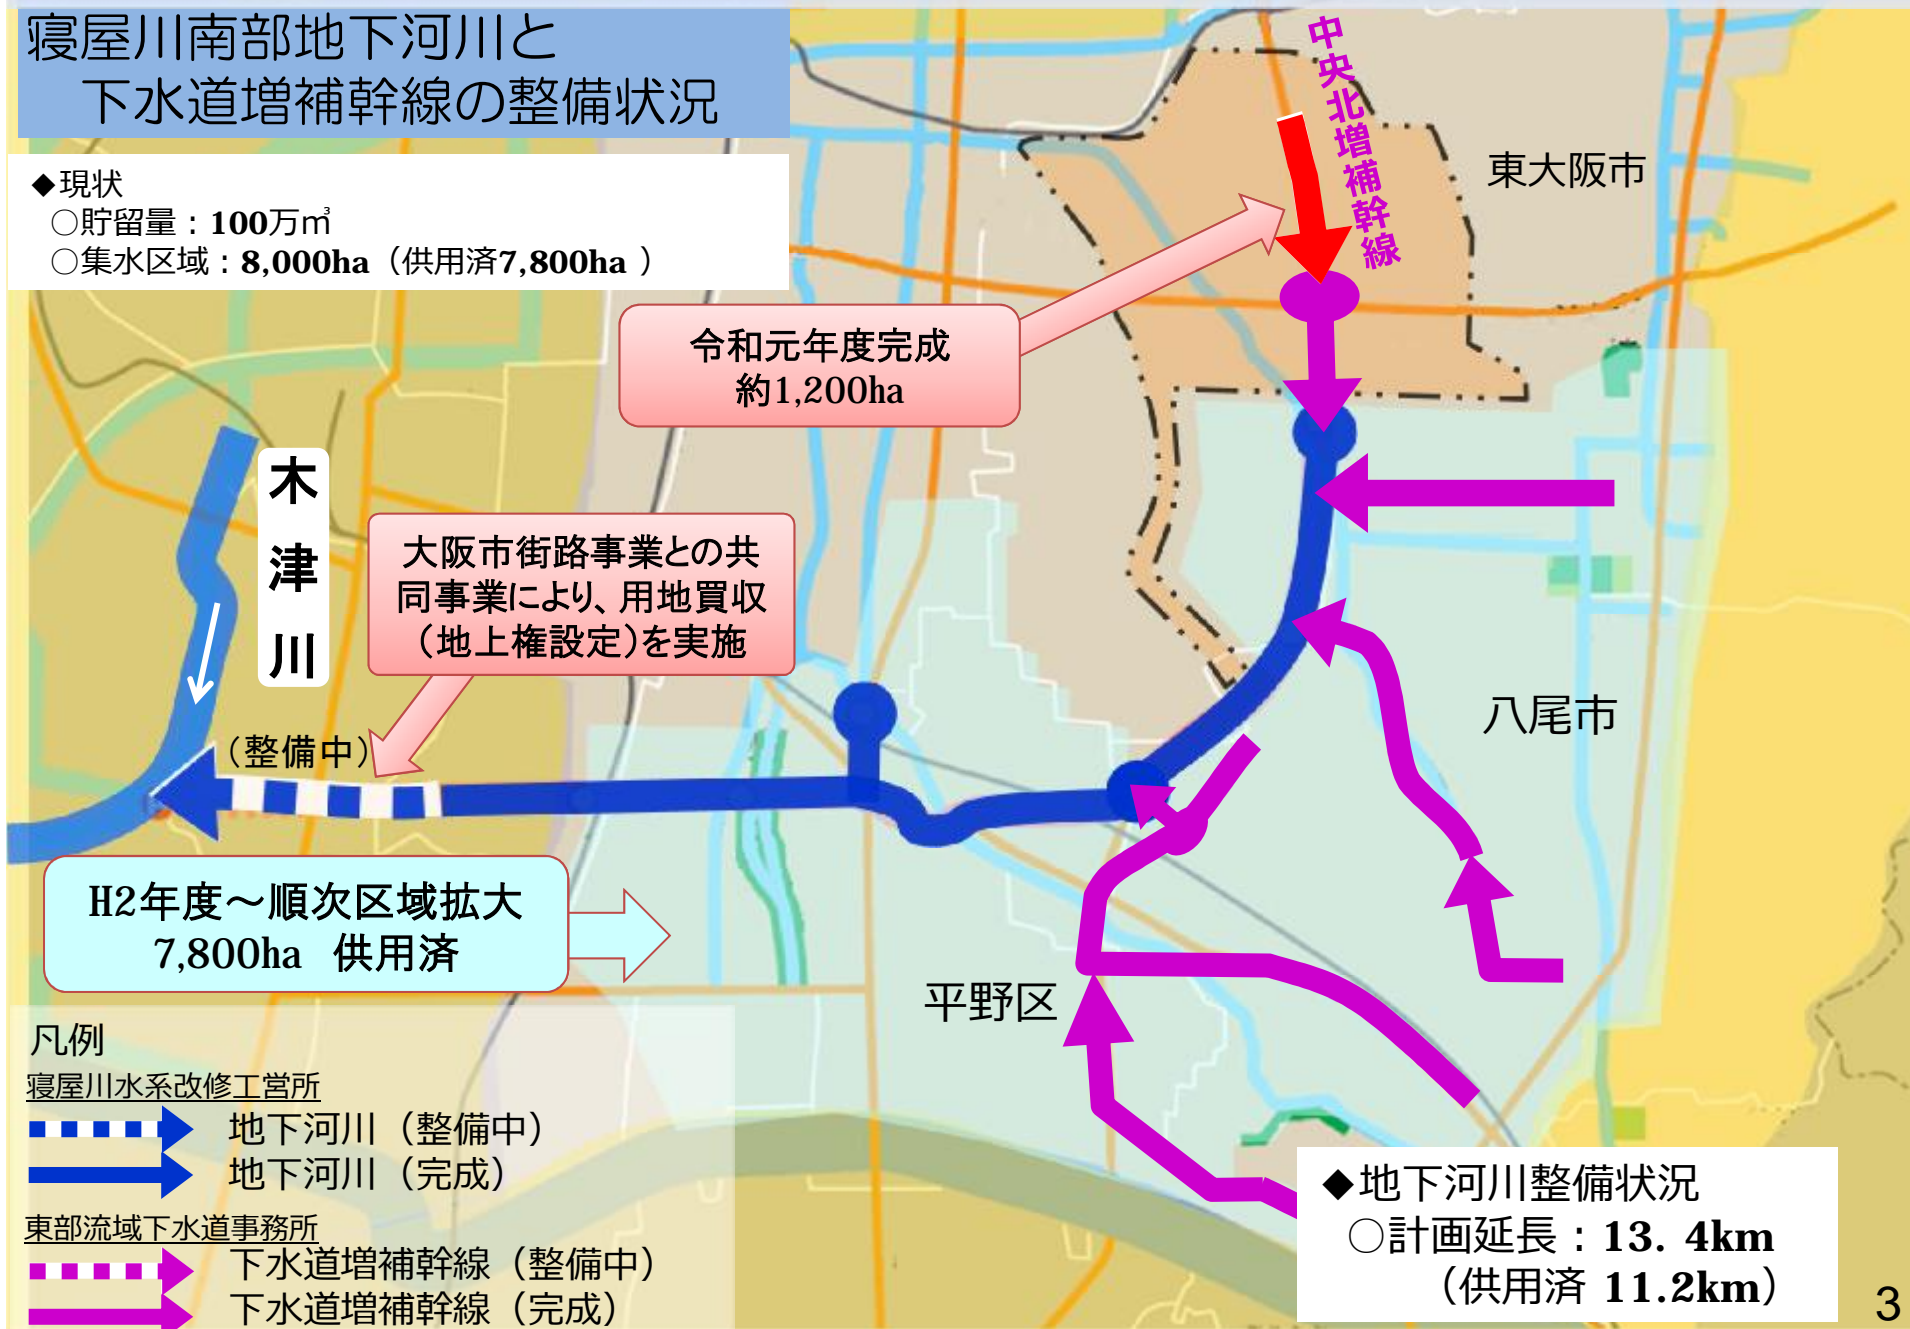 寝屋川南部地下河川と
下水道増補幹線の整備状況
◆現状
○貯留量：100万㎥
○集水区域：8,000ha（供用済7,800ha ）
中央北増補幹線
東大阪市
令和元年度完成
約1,200ha
木津川
大阪市街路事業との共
同事業により、用地買収
（地上権設定）を実施
（整備中）
八尾市
H2年度～順次区域拡大
7,800ha 供用済
平野区
凡例
寝屋川水系改修工営所
地下河川（整備中）
地下河川（完成）
東部流域下水道事務所
下水道増補幹線（整備中）
下水道増補幹線（完成）
◆地下河川整備状況
○計画延長：13. 4km
（供用済 11.2km）
3